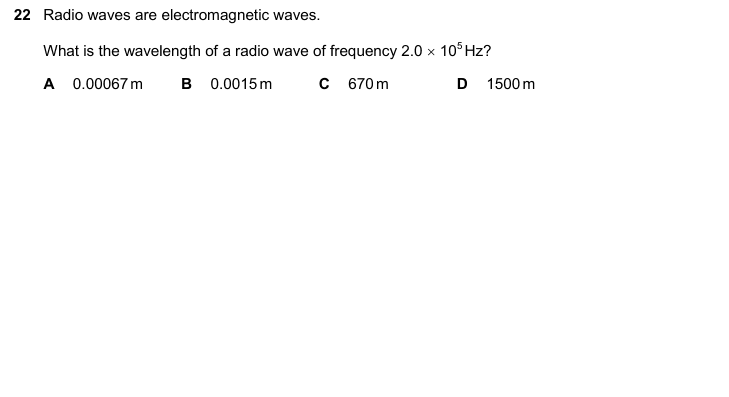 22 Radio waves are electromagnetic waves.
What is the wavelength of a radio wave of frequency 2.0 × 10⁵ Hz?
A 0.00067 m B 0.0015 m C 670 m D 1500 m